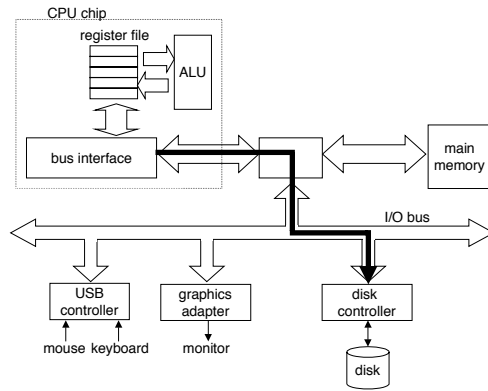 CPU chip
register file
ALU
bus interface
main
memory
I/O bus
USB
controller
graphics
adapter
disk
controller
mouse keyboard
monitor
disk